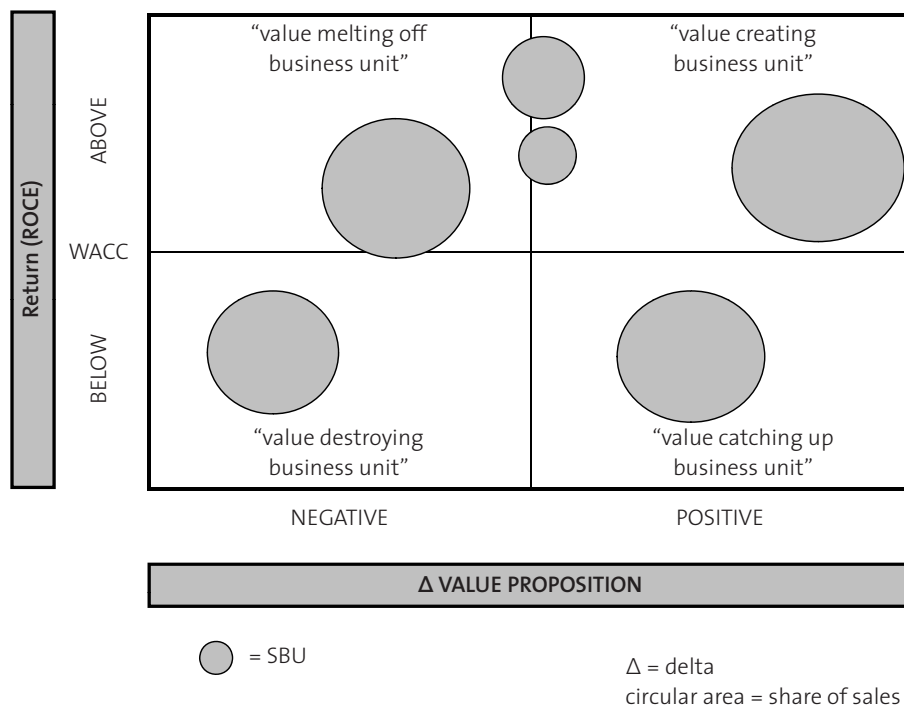 “value melting off
business unit”
“value creating
business unit”
Return (ROCE)
ABOVE
WACC
BELOW
“value destroying
business unit”
“value catching up
business unit”
NEGATIVE
POSITIVE
Δ VALUE PROPOSITION
= SBU
Δ = delta
circular area = share of sales